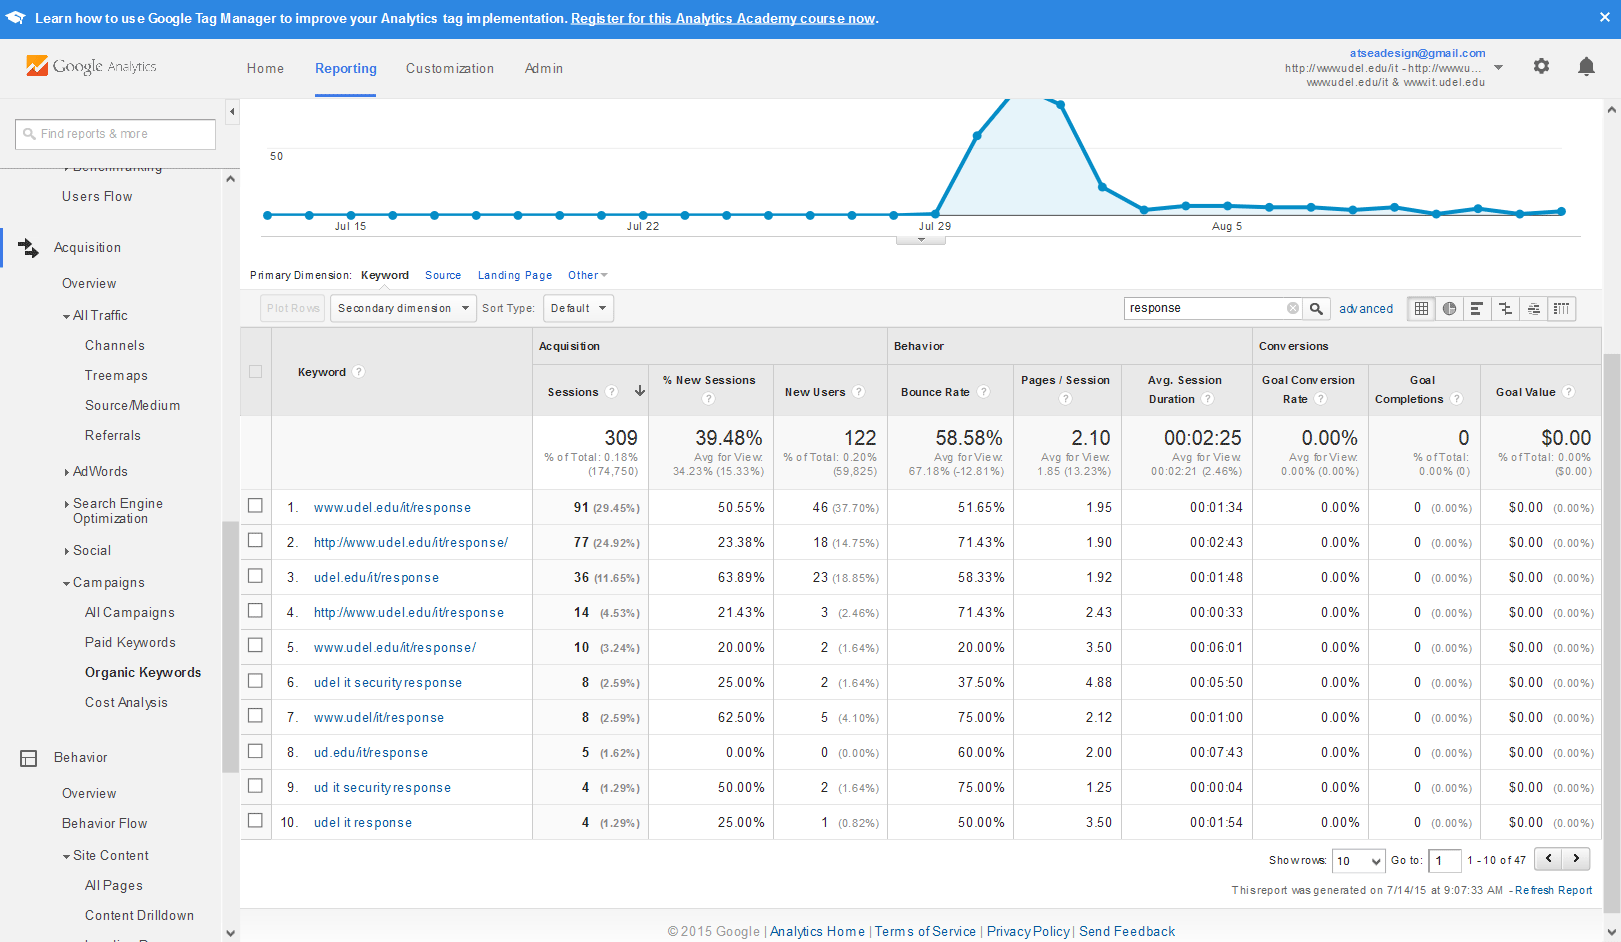 Learn how to use Google Tag Manager to improve your Analytics tag implementation. Register for this Analytics Academy course now.
Google Analytics
Home Reporting Customization Admin
atseadesign@gmail.com
http://www.udel.edu/it - http://www.u...
www.udel.edu/it & www.it.udel.edu
Find reports & more
Benchmarking
Users Flow
Acquisition
Overview
All Traffic
Channels
Treemaps
Source/Medium
Referrals
AdWords
Search Engine
Optimization
Social
Campaigns
All Campaigns
Paid Keywords
Organic Keywords
Cost Analysis
Behavior
Overview
Behavior Flow
Site Content
All Pages
Content Drilldown
50
Jul 15 Jul 22 Jul 29 Aug 5
Primary Dimension: Keyword Source Landing Page Other
Plot Rows Secondary dimension Sort Type: Default response advanced
Acquisition Behavior Conversions
Keyword ? Sessions ? % New Sessions ? New Users ? Bounce Rate ? Pages / Session ? Avg. Session Duration ? Goal Conversion Rate ? Goal Completions ? Goal Value ?
309 39.48% 122 58.58% 2.10 00:02:25 0.00% 0 $0.00
% of Total: 0.18% Avg for View: % of Total: 0.20% Avg for View: Avg for View: Avg for View: Avg for View: % of Total: % of Total: 0.00%
(174,750) 34.23% (15.33%) (59,825) 67.18% (-12.81%) 1.85 (13.23%) 00:02:21 (2.46%) 0.00% (0.00%) 0.00% (0) ($0.00)
1. www.udel.edu/it/response 91 (29.45%) 50.55% 46 (37.70%) 51.65% 1.95 00:01:34 0.00% 0 (0.00%) $0.00 (0.00%)
2. http://www.udel.edu/it/response/ 77 (24.92%) 23.38% 18 (14.75%) 71.43% 1.90 00:02:43 0.00% 0 (0.00%) $0.00 (0.00%)
3. udel.edu/it/response 36 (11.65%) 63.89% 23 (18.85%) 58.33% 1.92 00:01:48 0.00% 0 (0.00%) $0.00 (0.00%)
4. http://www.udel.edu/it/response 14 (4.53%) 21.43% 3 (2.46%) 71.43% 2.43 00:00:33 0.00% 0 (0.00%) $0.00 (0.00%)
5. www.udel.edu/it/response/ 10 (3.24%) 20.00% 2 (1.64%) 20.00% 3.50 00:06:01 0.00% 0 (0.00%) $0.00 (0.00%)
6. udel it security response 8 (2.59%) 25.00% 2 (1.64%) 37.50% 4.88 00:05:50 0.00% 0 (0.00%) $0.00 (0.00%)
7. www.udel/it/response 8 (2.59%) 62.50% 5 (4.10%) 75.00% 2.12 00:01:00 0.00% 0 (0.00%) $0.00 (0.00%)
8. ud.edu/it/response 5 (1.62%) 0.00% 0 (0.00%) 60.00% 2.00 00:07:43 0.00% 0 (0.00%) $0.00 (0.00%)
9. ud it security response 4 (1.29%) 50.00% 2 (1.64%) 75.00% 1.25 00:00:04 0.00% 0 (0.00%) $0.00 (0.00%)
10. udel it response 4 (1.29%) 25.00% 1 (0.82%) 50.00% 3.50 00:01:54 0.00% 0 (0.00%) $0.00 (0.00%)
Show rows: 10 Go to: 1 1 - 10 of 47
This report was generated on 7/14/15 at 9:07:33 AM - Refresh Report
© 2015 Google | Analytics Home | Terms of Service | Privacy Policy | Send Feedback